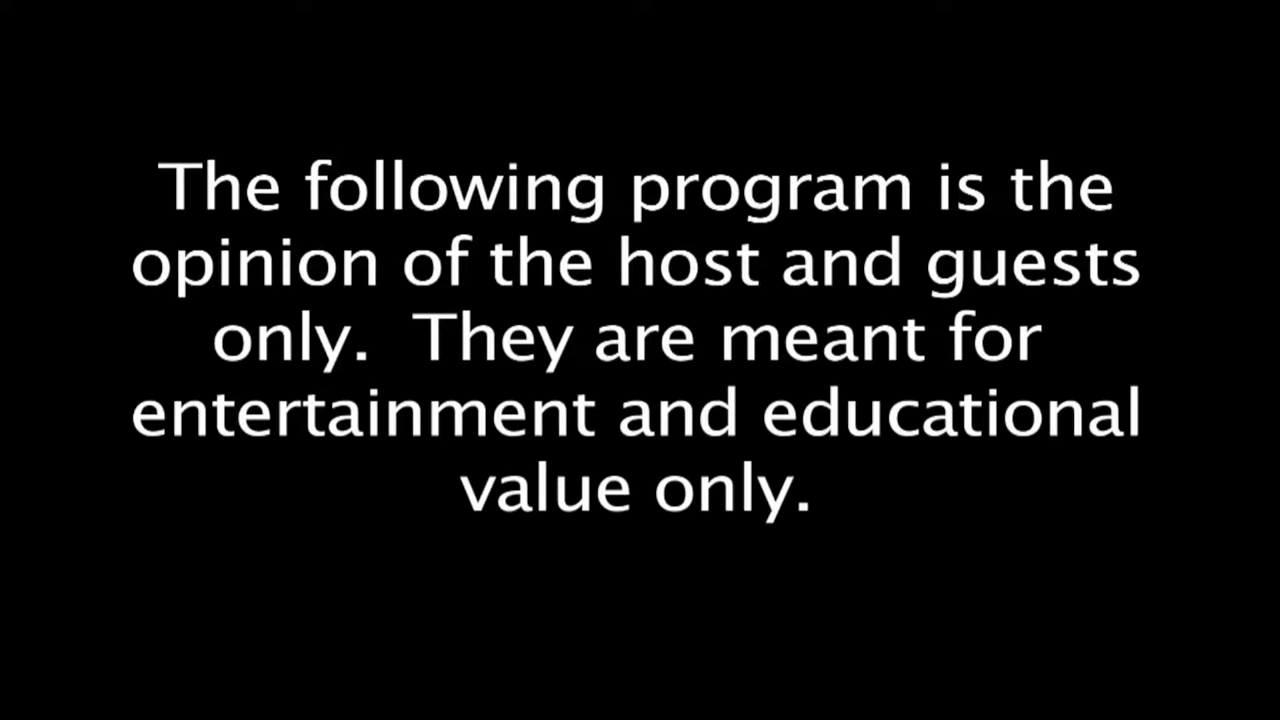 The following program is the
opinion of the host and guests
only.  They are meant for
entertainment and educational
value only.